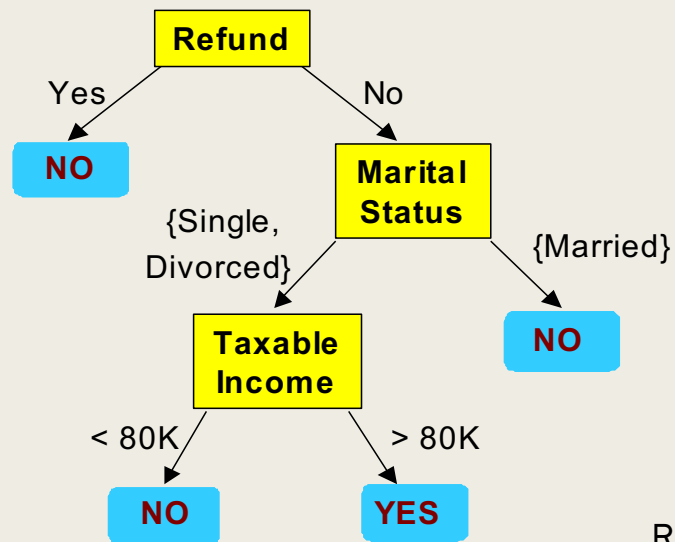 Refund
Yes
No
NO
Marital
Status
{Single,
Divorced}
{Married}
Taxable
Income
NO
< 80K
> 80K
NO
YES
R